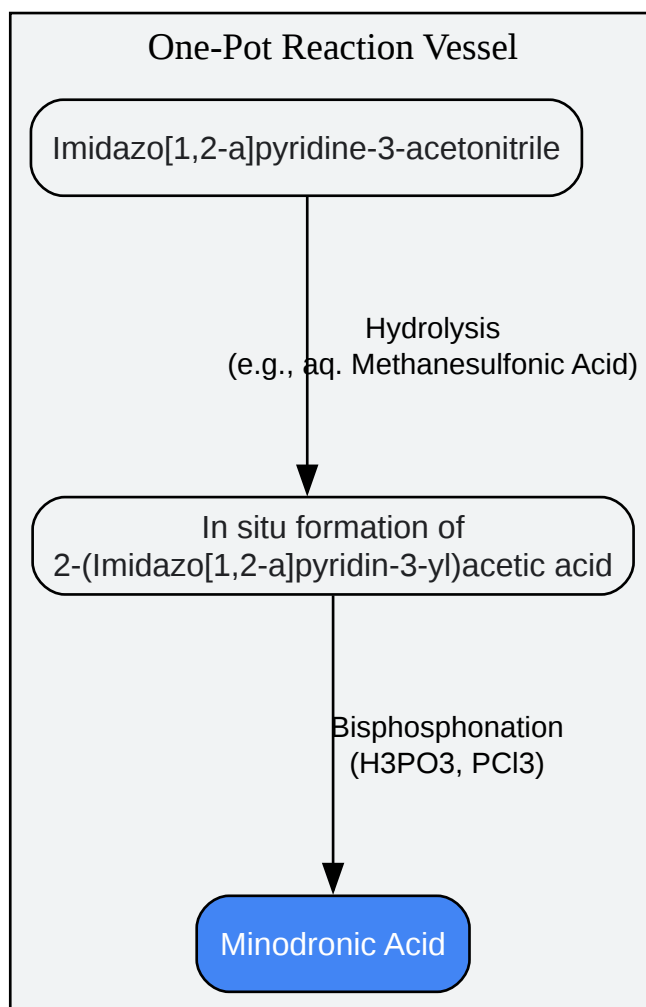 One-Pot Reaction Vessel
Imidazo[1,2-a]pyridine-3-acetonitrile
Hydrolysis
(e.g., aq. Methanesulfonic Acid)
In situ formation of
2-(Imidazo[1,2-a]pyridin-3-yl)acetic acid
Bisphosphonation
(H3PO3, PCl3)
Minodronic Acid